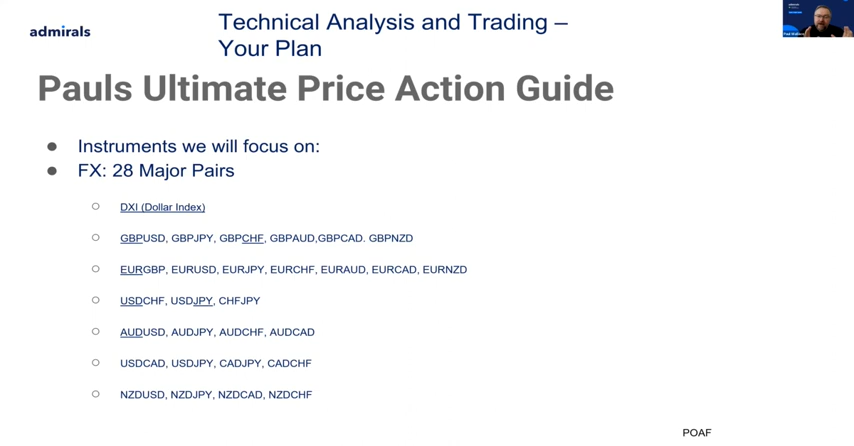 admirals
Technical Analysis and Trading –
Your Plan
Pauls Ultimate Price Action Guide
● Instruments we will focus on:
● FX: 28 Major Pairs
○ DXI (Dollar Index)
○ GBPUSD, GBPJPY, GBPCHF, GBPAUD,GBPCAD. GBPNZD
○ EURGBP, EURUSD, EURJPY, EURCHF, EURAUD, EURCAD, EURNZD
○ USDCHF, USDJPY, CHFJPY
○ AUDUSD, AUDJPY, AUDCHF, AUDCAD
○ USDCAD, USDJPY, CADJPY, CADCHF
○ NZDUSD, NZDJPY, NZDCAD, NZDCHF
POAF